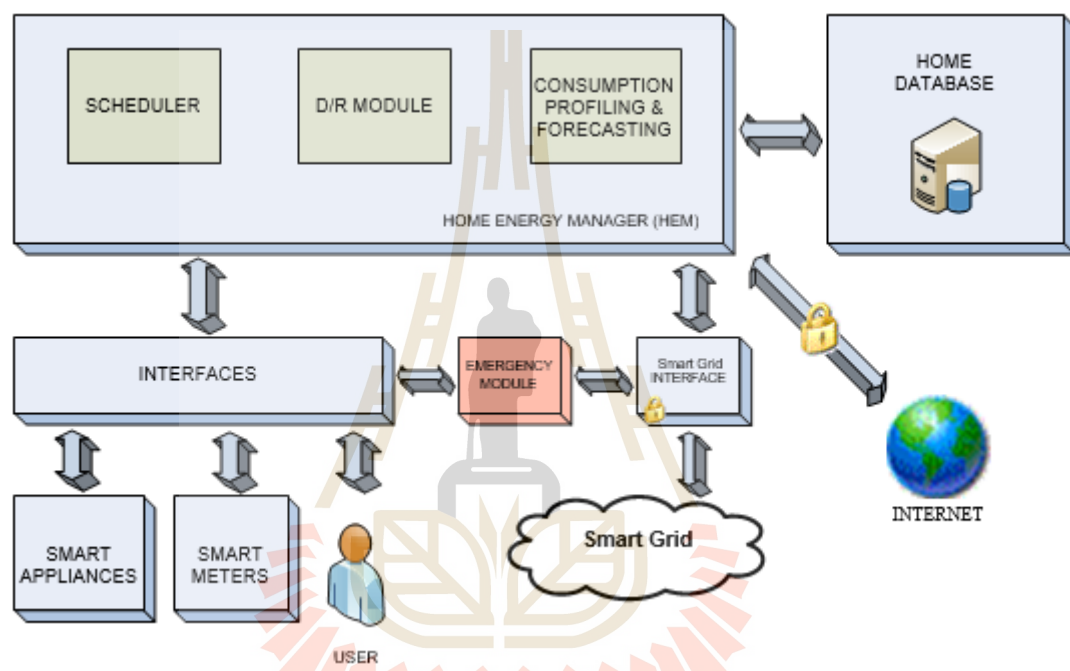 SCHEDULER
D/R MODULE
CONSUMPTION
PROFILING &
FORECASTING
HOME ENERGY MANAGER (HEM)
HOME
DATABASE
INTERFACES
EMERGENCY
MODULE
Smart Grid
INTERFACE
INTERNET
SMART
APPLIANCES
SMART
METERS
USER
Smart Grid